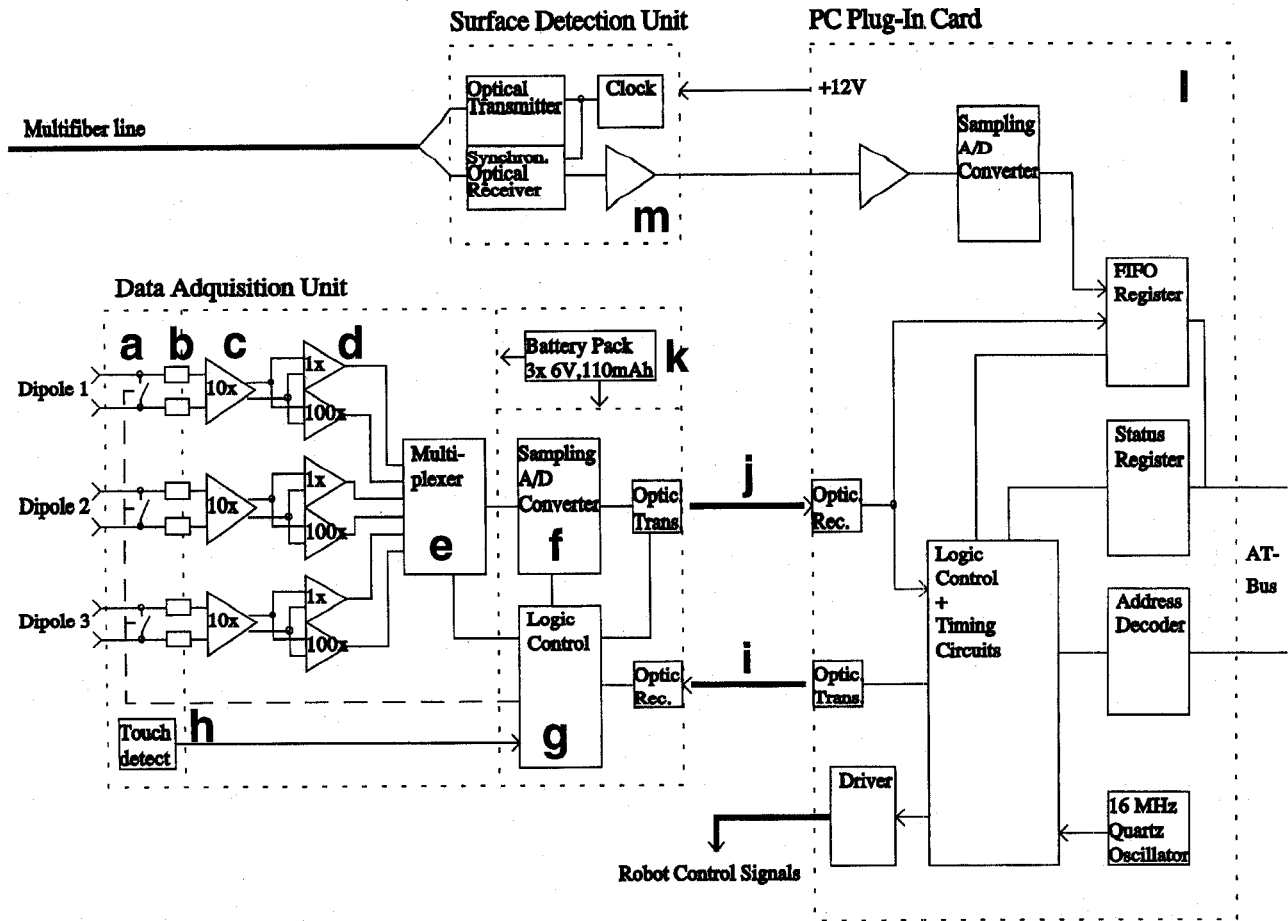 Surface Detection Unit
PC Plug-In Card
Optical
Transmitter
Clock
+12V
l
Multifiber line
Synchron.
Optical
Receiver
m
Sampling
A/D
Converter
FIFO
Register
Data Adquisition Unit
a
b
c
d
Battery Pack
3x 6V,110mAh
k
Dipole 1
10x
1x
100x
Dipole 2
10x
1x
100x
Dipole 3
10x
1x
100x
Multi-
plexer
e
Sampling
A/D
Converter
f
Optic.
Trans.
j
Optic.
Rec.
Status
Register
Logic
Control
g
Optic
Rec.
i
Optic.
Trans.
Logic
Control
+
Timing
Circuits
Address
Decoder
AT-
Bus
h
Touch
detect
Driver
16 MHz
Quartz
Oscillator
Robot Control Signals